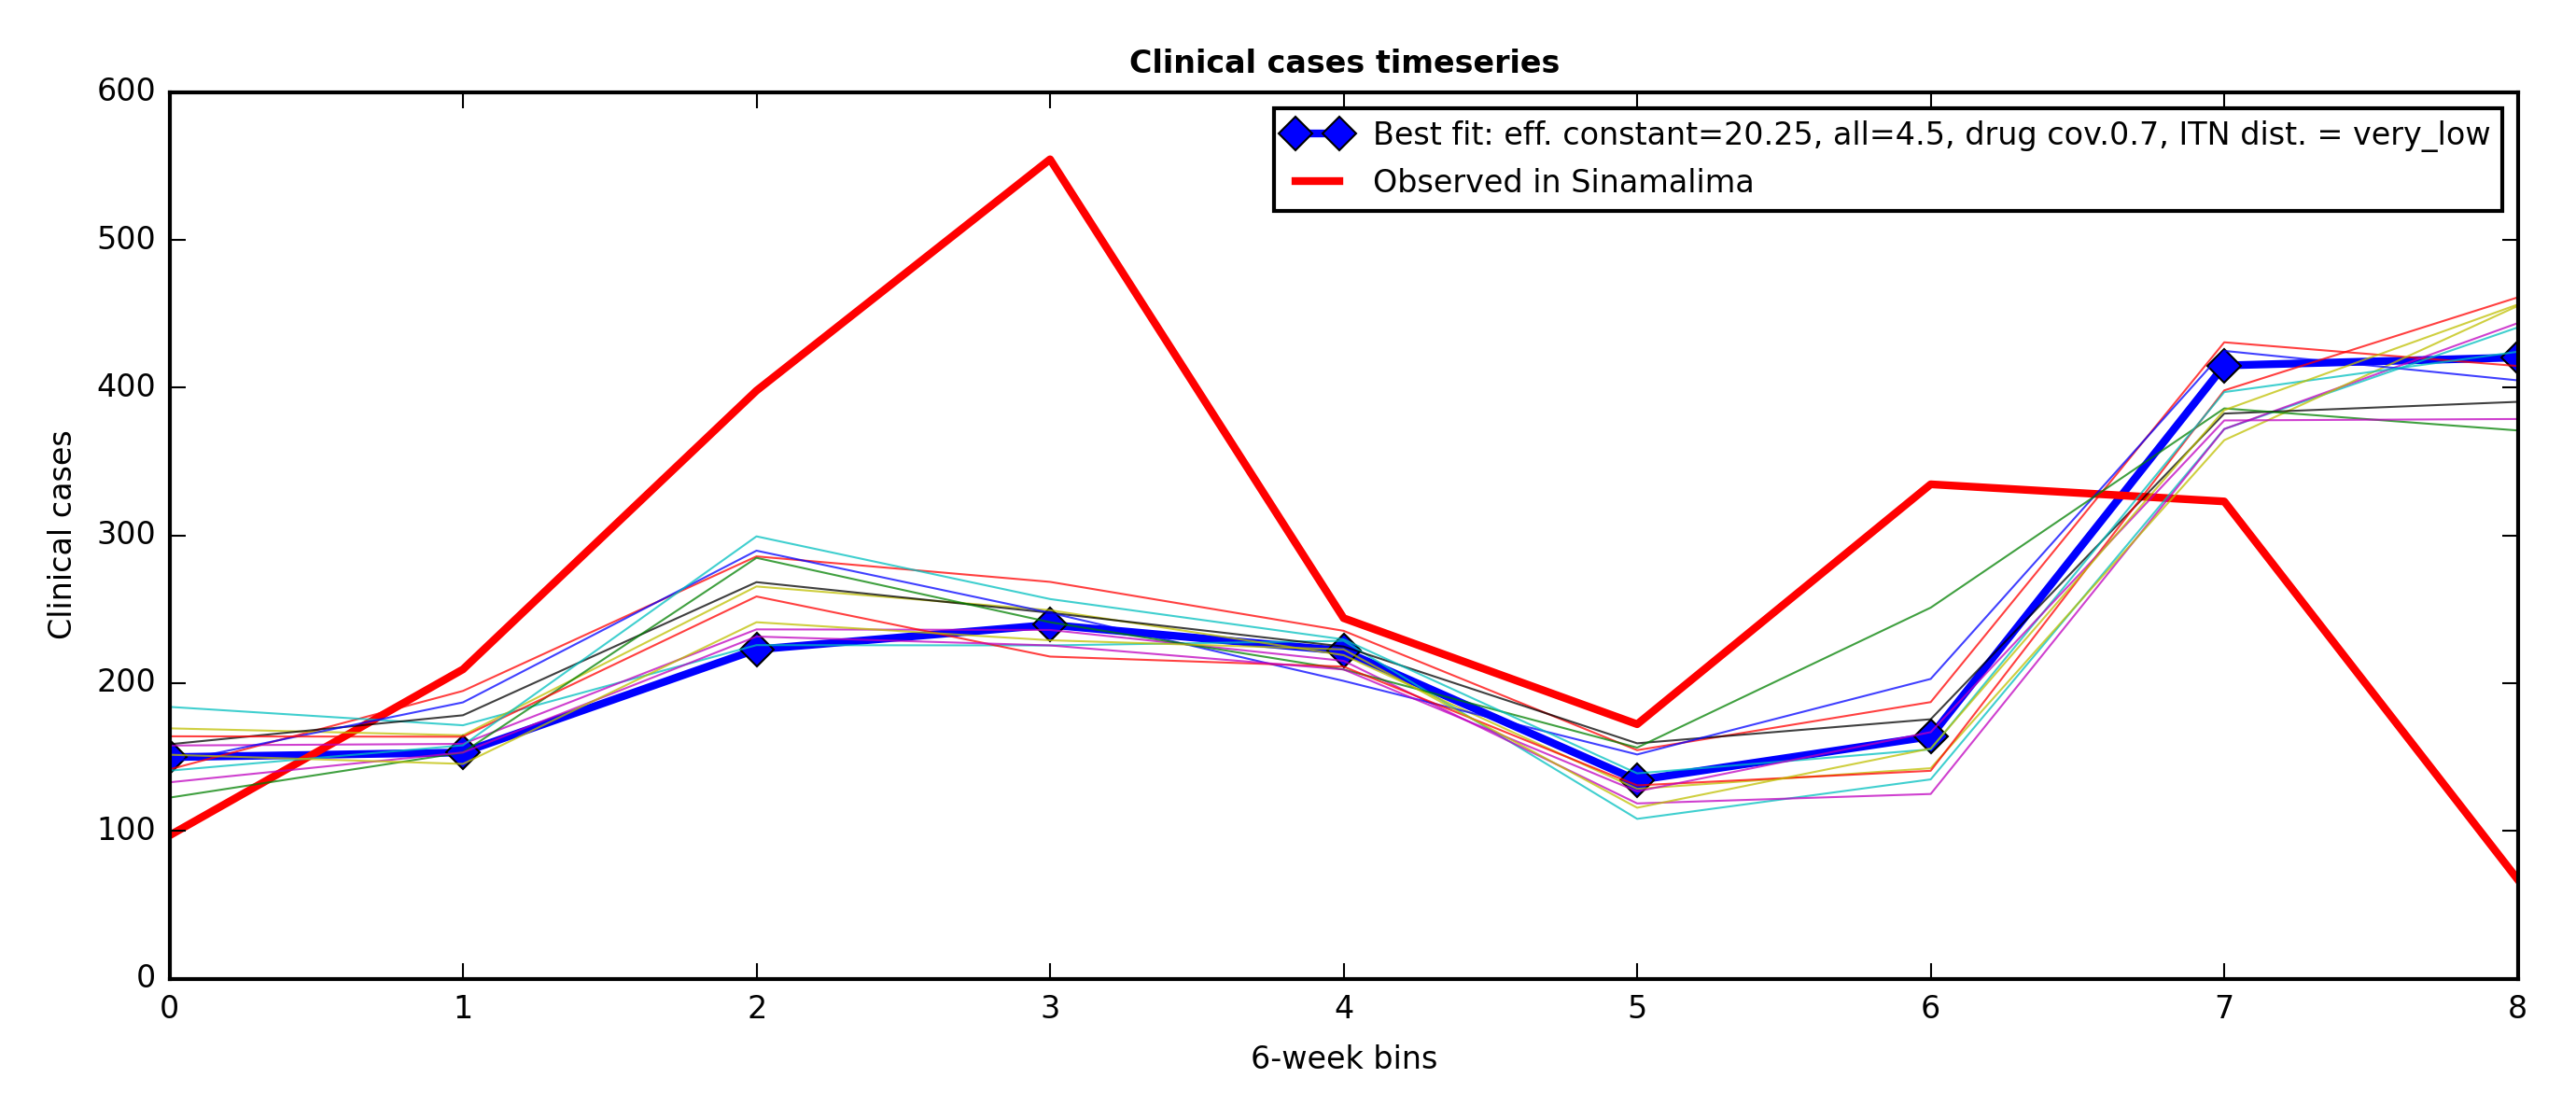 Clinical cases timeseries
600
500
400
300
200
100
0
Clinical cases
Best fit: eff. constant=20.25, all=4.5, drug cov.0.7, ITN dist. = very_low
Observed in Sinamalima
0 1 2 3 4 5 6 7 8
6-week bins